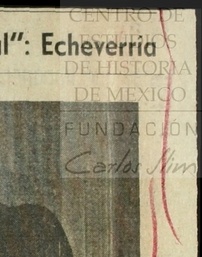 CENTRO DE
ESTUDIOS
al": Echeverría
DE HISTORIA
DE MEXICO
FUNDACIÓN
Carlos Slim